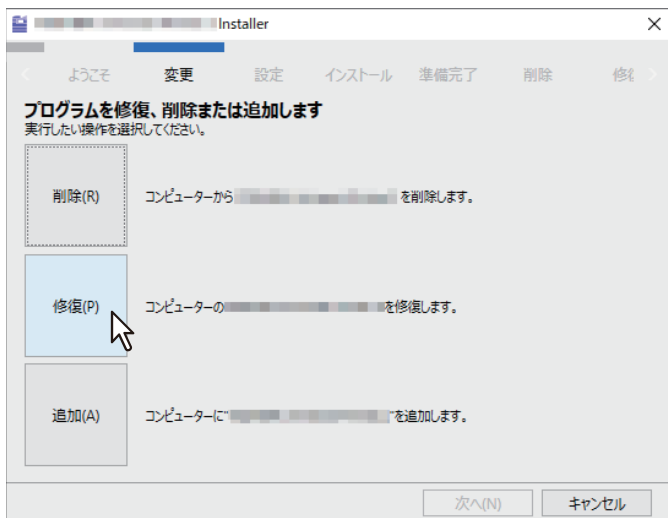 Installer
ようこそ 変更 設定 インストール 準備完了 削除
プログラムを修復、削除または追加します
実行したい操作を選択してください。
削除(R) コンピューターから を削除します。
修復(P) コンピューターの を修復します。
追加(A) コンピューターに" "を追加します。
次へ(N) キャンセル